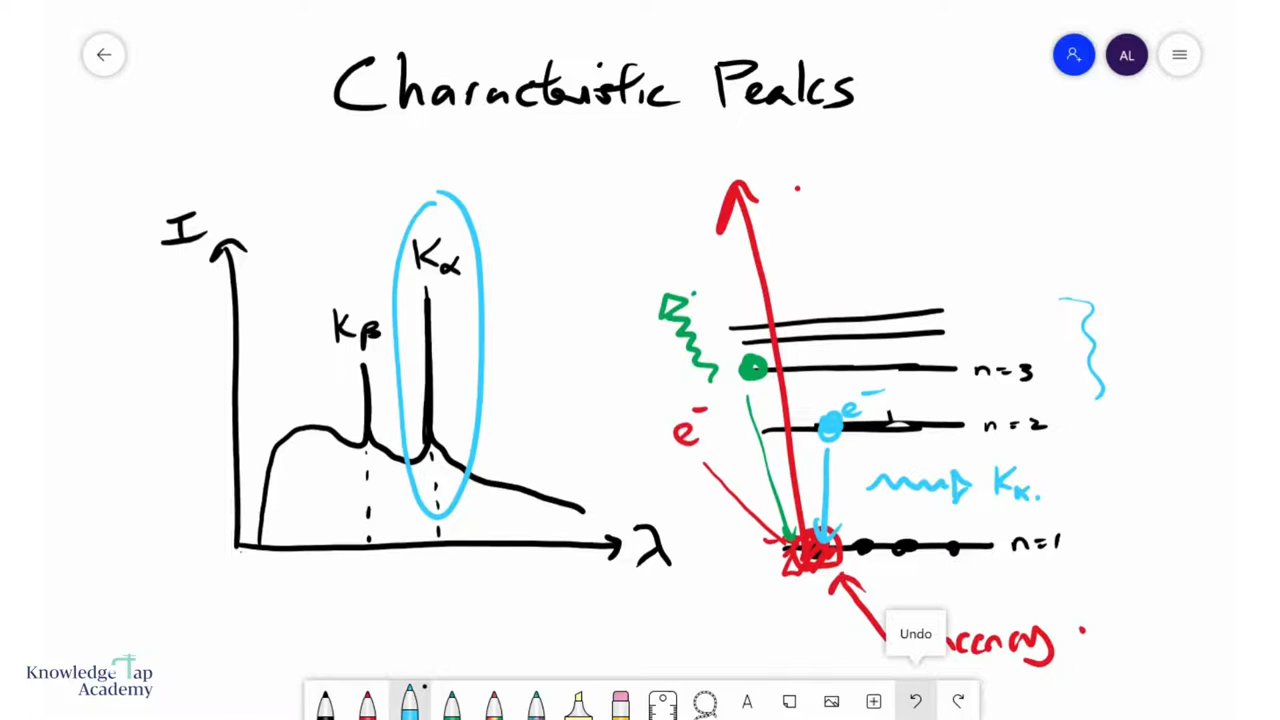 Characteristic Peaks
AL
I
Kα
Kβ
λ
n=3
e⁻
e⁻
n=2
Kα.
n=1
Undo
Knowledge Tap
Academy
A